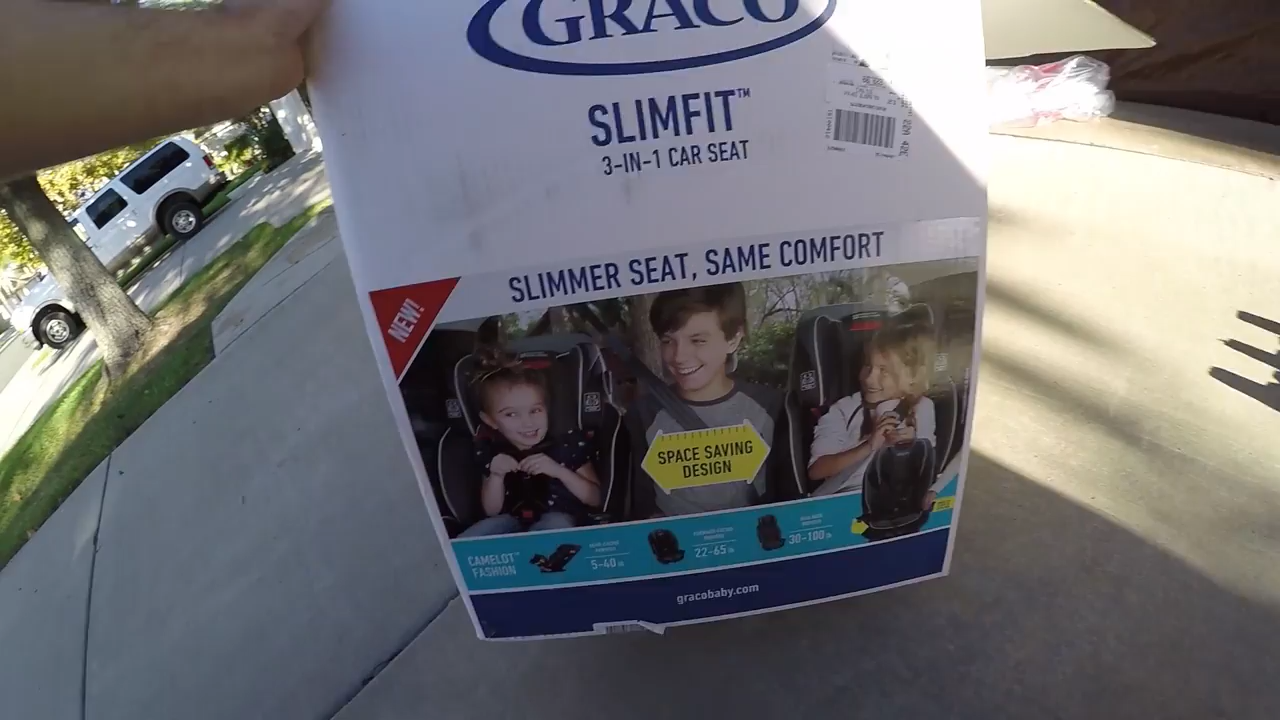 GRACO
SLIMFIT™
3-IN-1 CAR SEAT
SLIMMER SEAT, SAME COMFORT
NEW!
SPACE SAVING
DESIGN
CAMELOT™
FASHION
5-40 lb
22-65 lb
30-100 lb
gracobaby.com